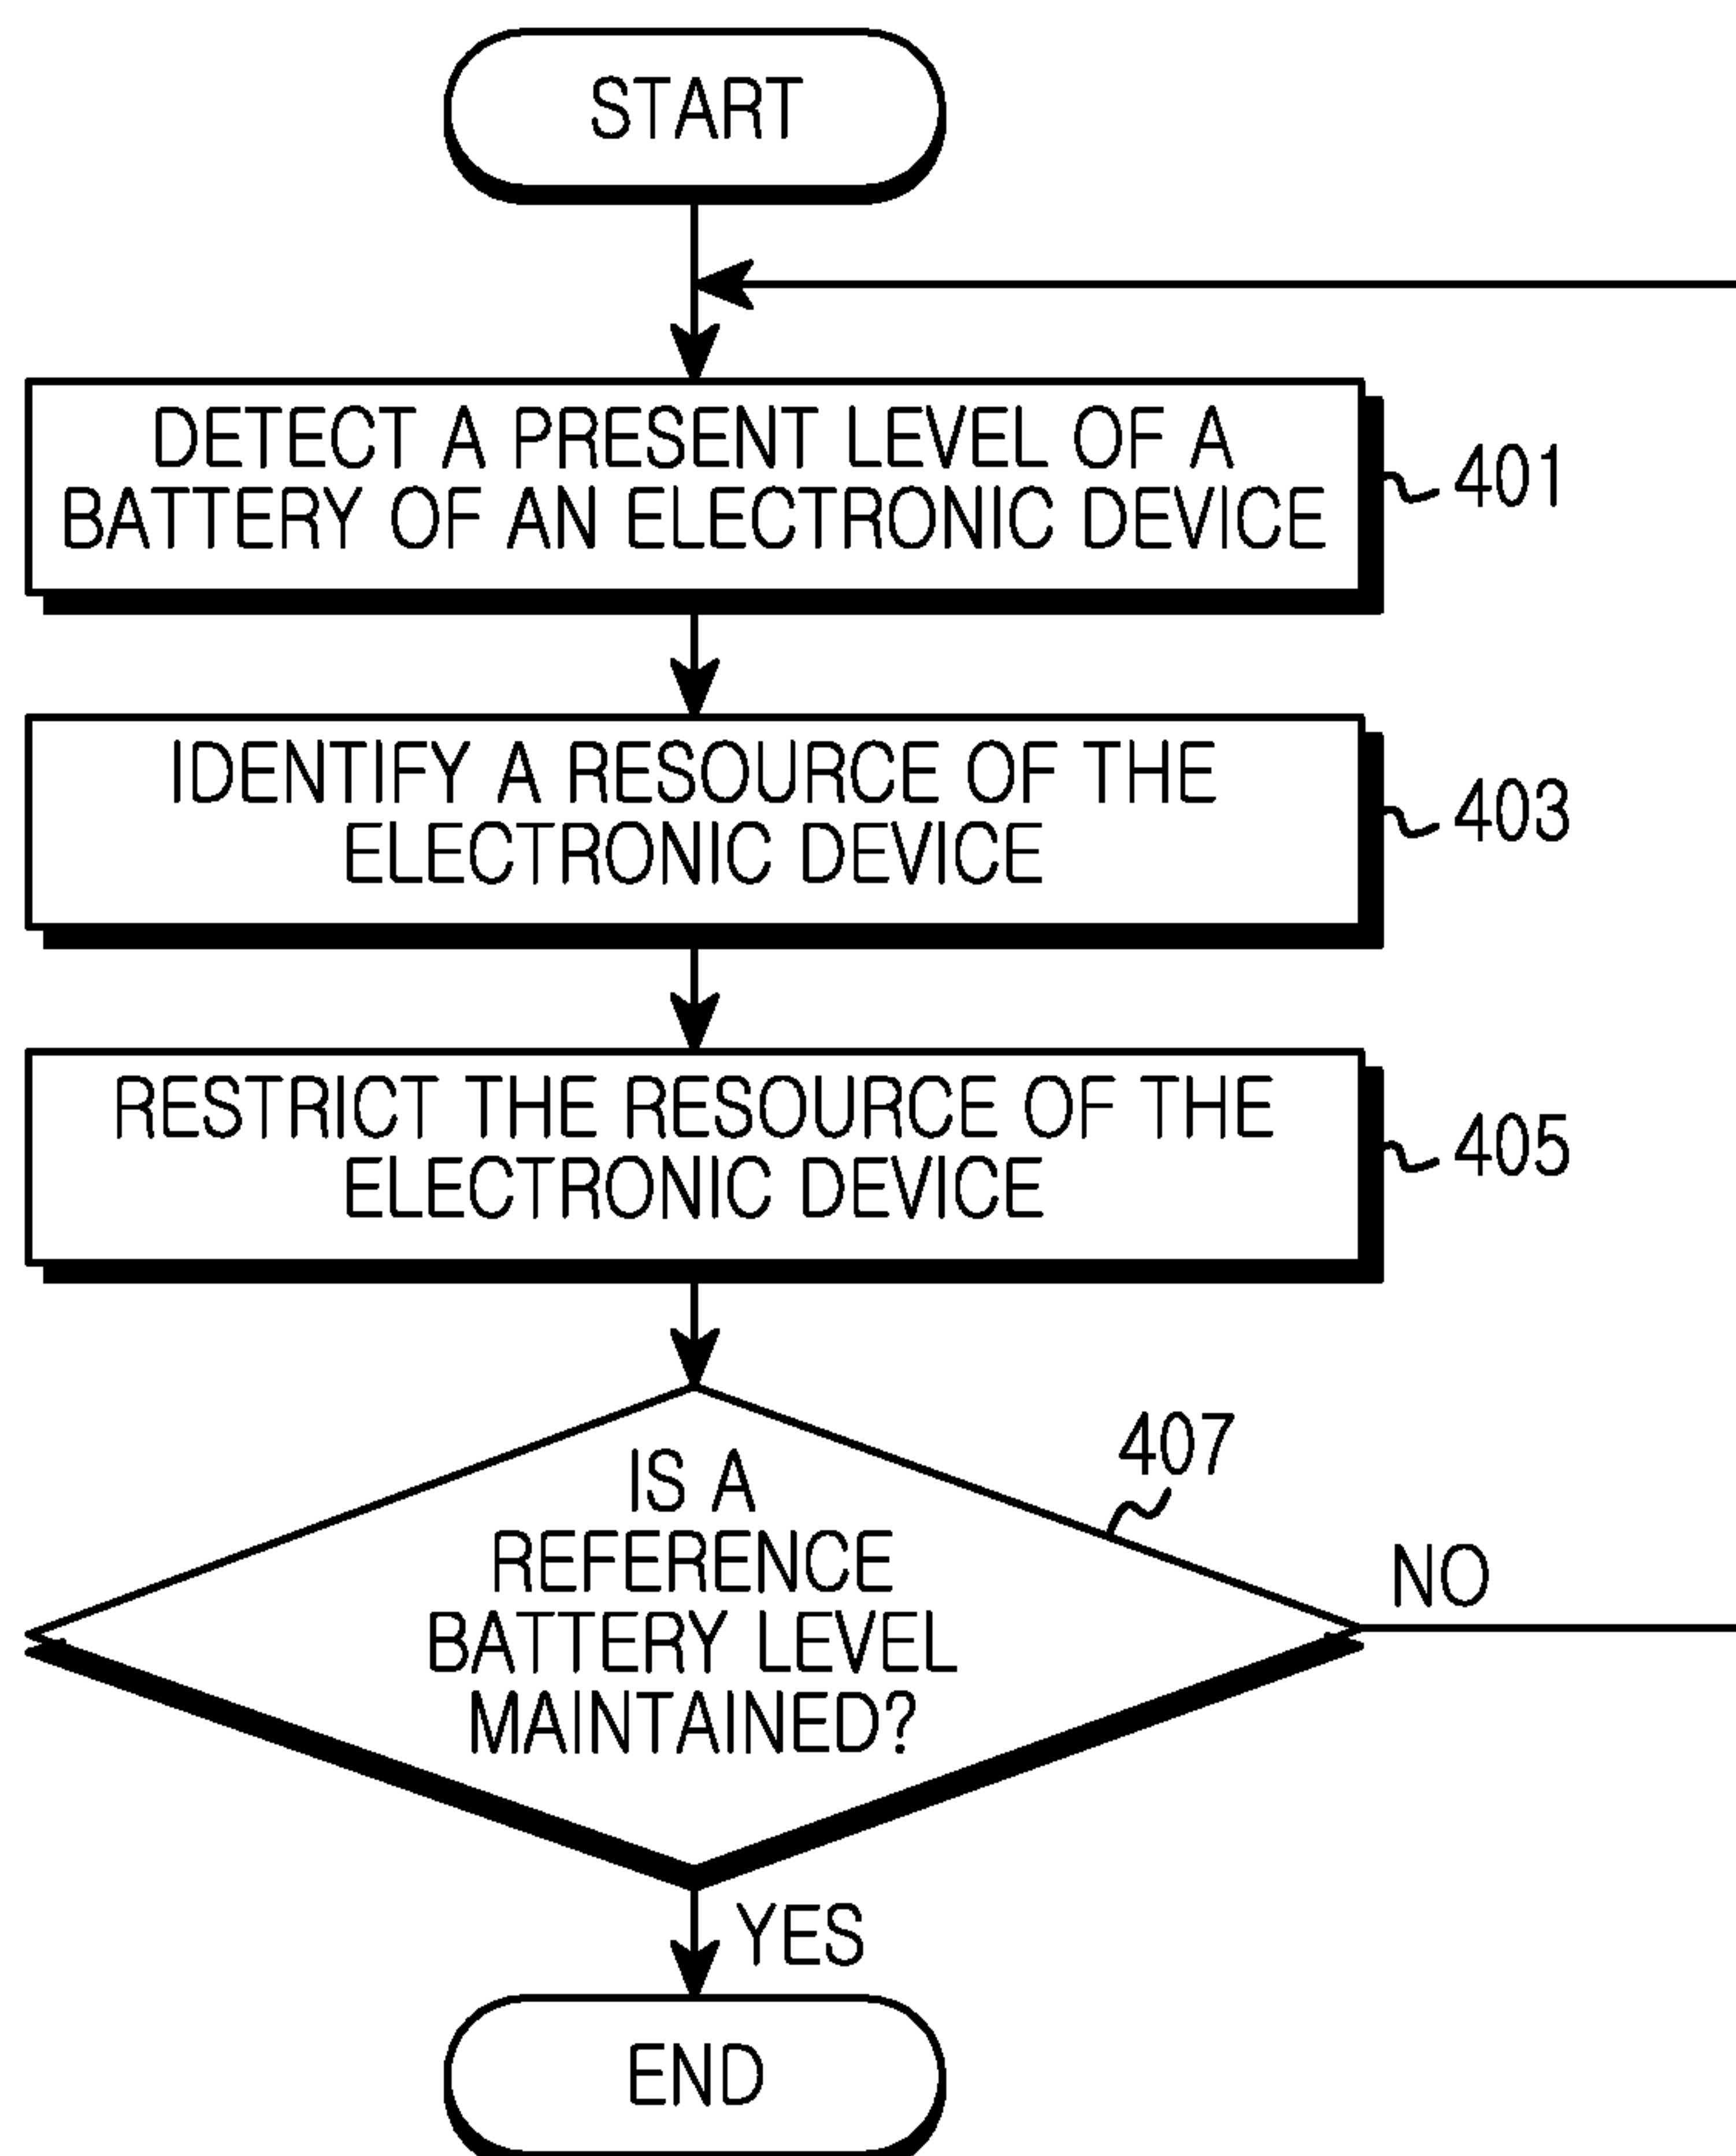 START
DETECT A PRESENT LEVEL OF A
BATTERY OF AN ELECTRONIC DEVICE
401
IDENTIFY A RESOURCE OF THE
ELECTRONIC DEVICE
403
RESTRICT THE RESOURCE OF THE
ELECTRONIC DEVICE
405
IS A
REFERENCE
BATTERY LEVEL
MAINTAINED?
407
NO
YES
END